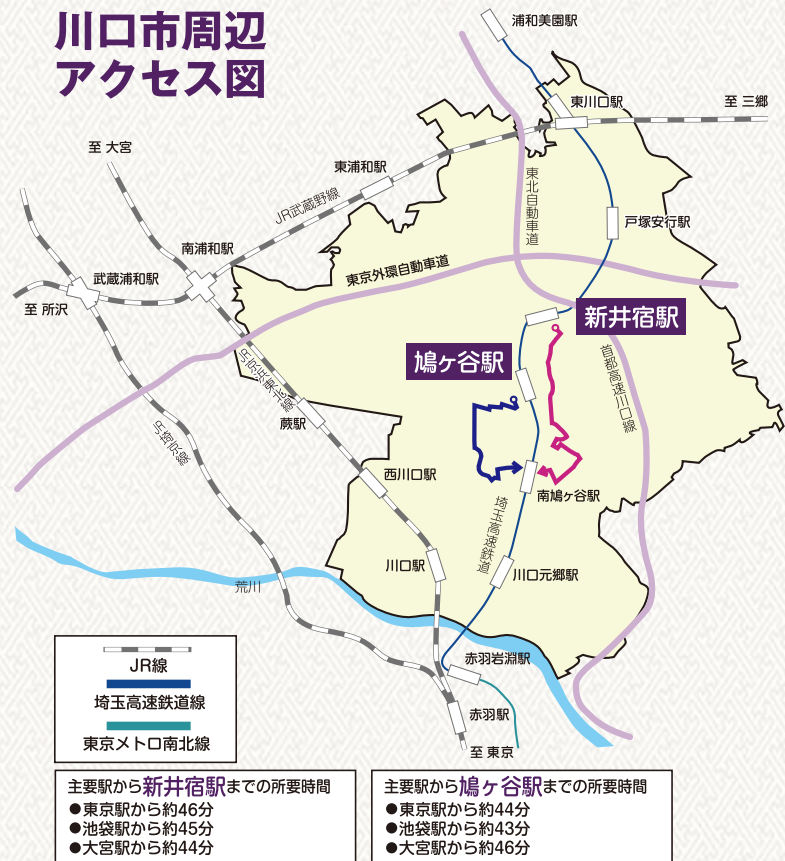 川口市周辺
アクセス図
浦和美園駅
東川口駅
至 三郷
至 大宮
東浦和駅
JR武蔵野線
東北自動車道
戸塚安行駅
南浦和駅
武蔵浦和駅
東京外環自動車道
至 所沢
新井宿駅
鳩ヶ谷駅
首都高速川口線
JR京浜東北線
蕨駅
JR埼京線
西川口駅
南鳩ヶ谷駅
埼玉高速鉄道
川口駅
川口元郷駅
荒川
赤羽岩淵駅
赤羽駅
至 東京
JR線
埼玉高速鉄道線
東京メトロ南北線
主要駅から新井宿駅までの所要時間
●東京駅から約46分
●池袋駅から約45分
●大宮駅から約44分
主要駅から鳩ヶ谷駅までの所要時間
●東京駅から約44分
●池袋駅から約43分
●大宮駅から約46分